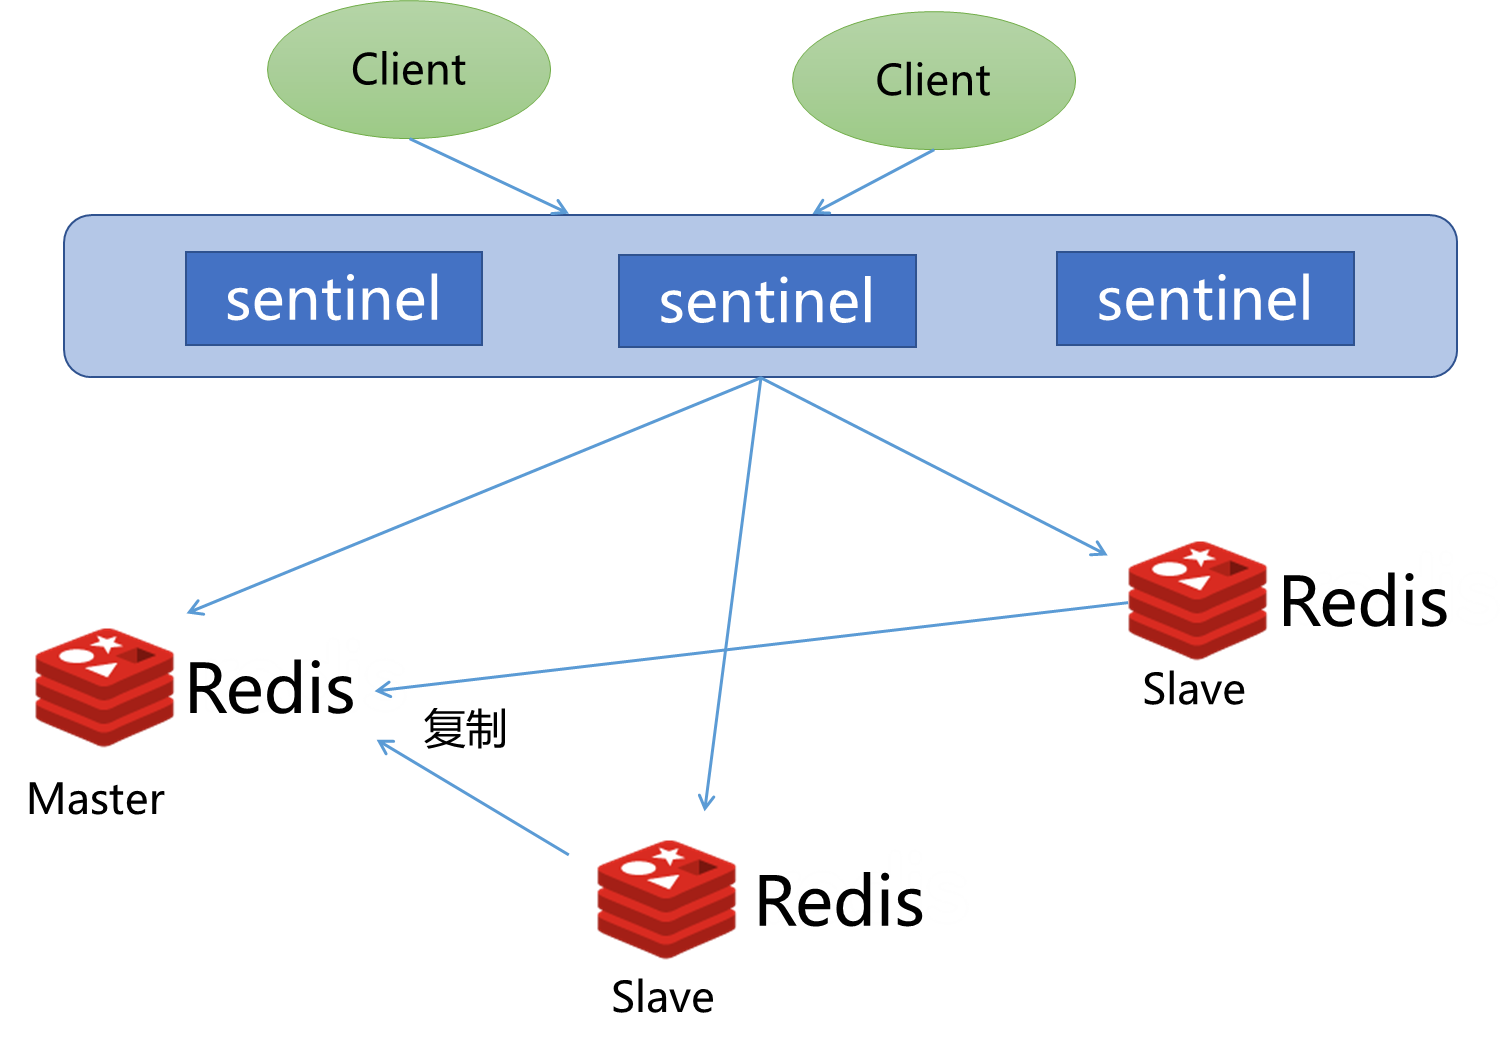 Client
Client
sentinel
sentinel
sentinel
Redis
Slave
Redis
复制
Master
Redis
Slave